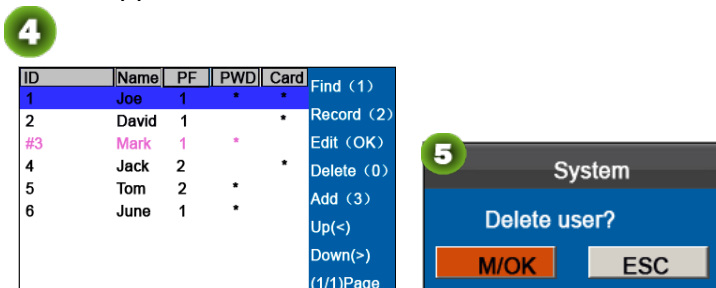 4
ID Name PF PWD Card
1 Joe 1 * *
2 David 1 *
#3 Mark 1 *
4 Jack 2 *
5 Tom 2 *
6 June 1 *
Find（1）
Record（2）
Edit（OK）
Delete（0）
Add（3）
Up(<)
Down(>)
(1/1)Page
5
System
Delete user?
M/OK ESC